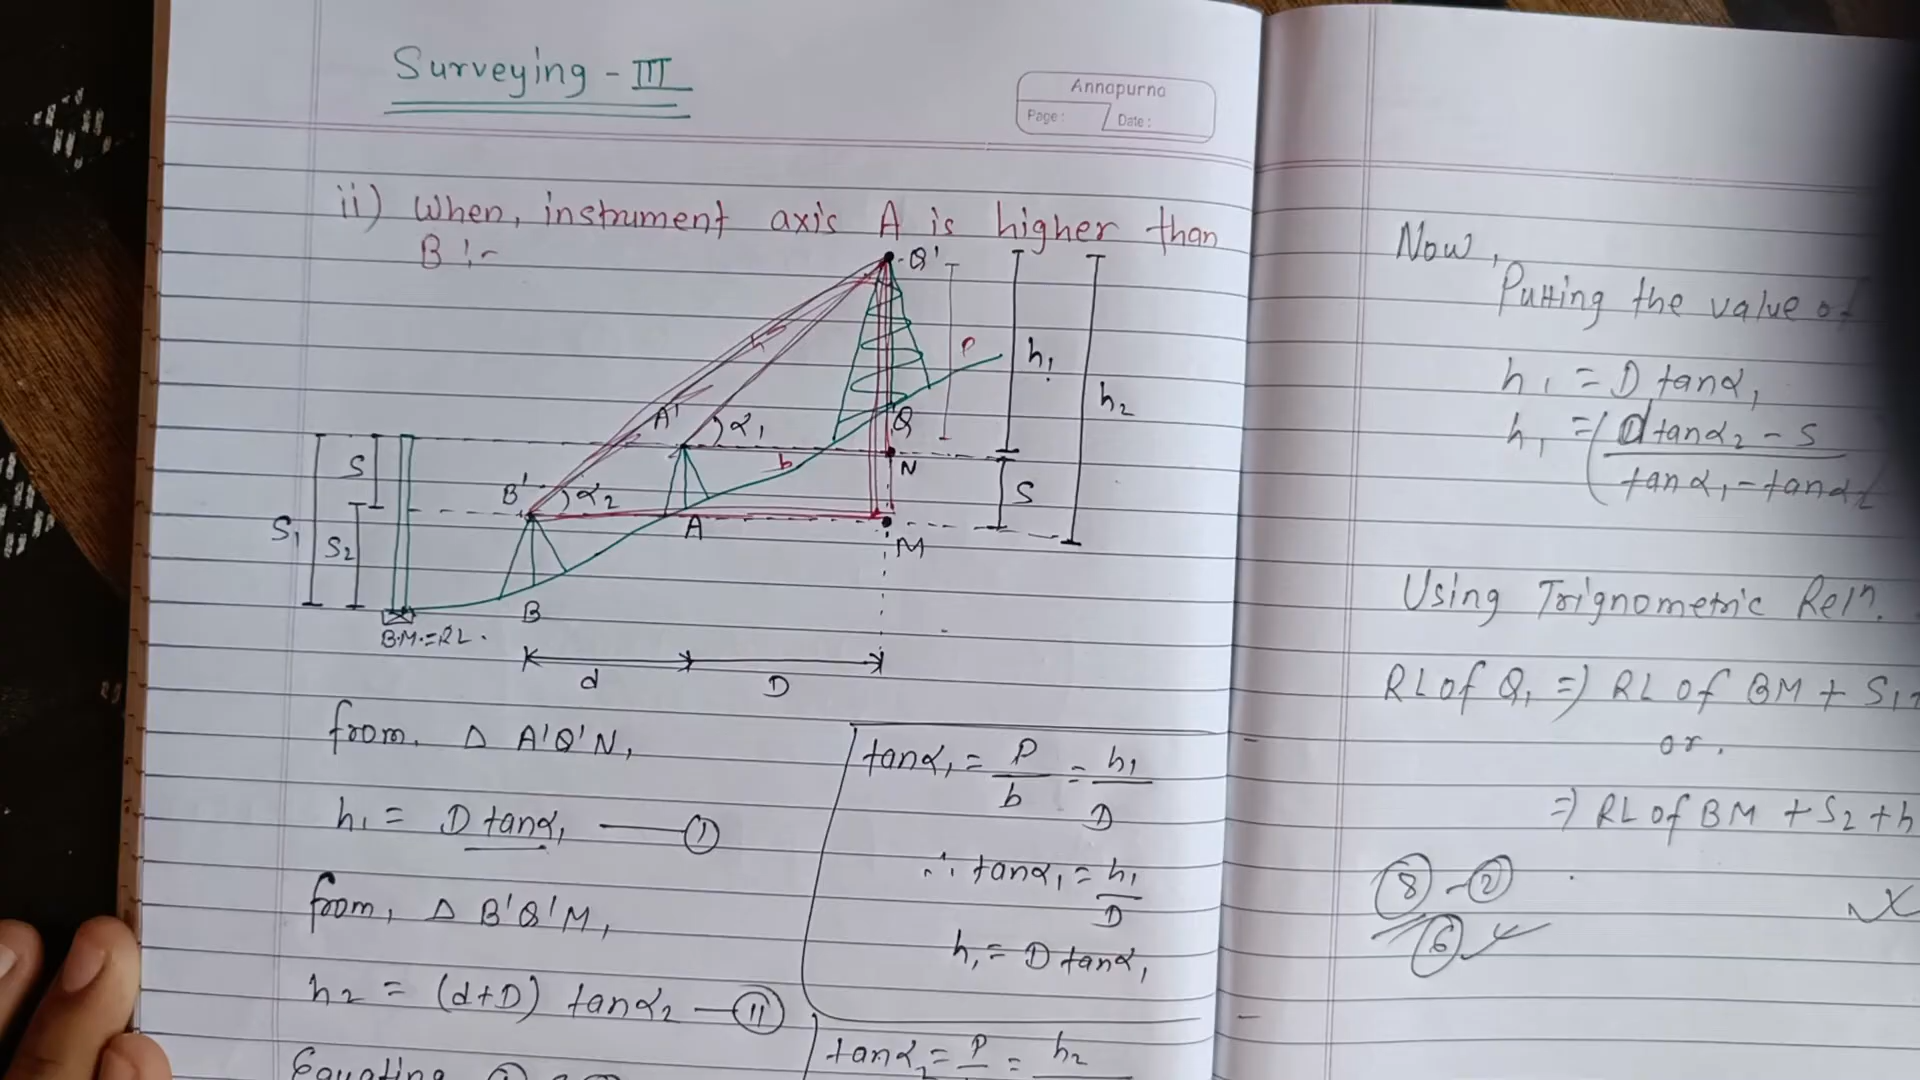 Surveying - III
Annapurna
Page :
Date :
ii) When, instrument axis A is higher than
B :-
Q'
h
P
h₁
h₂
A'
α₁
Q
b
N
S
B'
α₂
S
A
M
S₁
S₂
B
B.M.=RL.
d
D
from, Δ A'Q'N,
h₁ = D tanα₁ — (I)
from, Δ B'Q'M,
h₂ = (d+D) tanα₂ — (II)
Equating
tanα₁ = P/b = h₁/D
∴ tanα₁ = h₁/D
h₁ = D tanα₁
tanα₂ = P/ = h₂
Now,
Putting the value of
h₁ = D tanα₁
h₁ = (d tanα₂ - S / tanα₁ - tanα₂
Using Trignometric Relⁿ.
RL of Q₁ ⇒ RL of BM + S₁ +
or,
⇒ RL of BM + S₂ + h
(8) - (2)
(6)